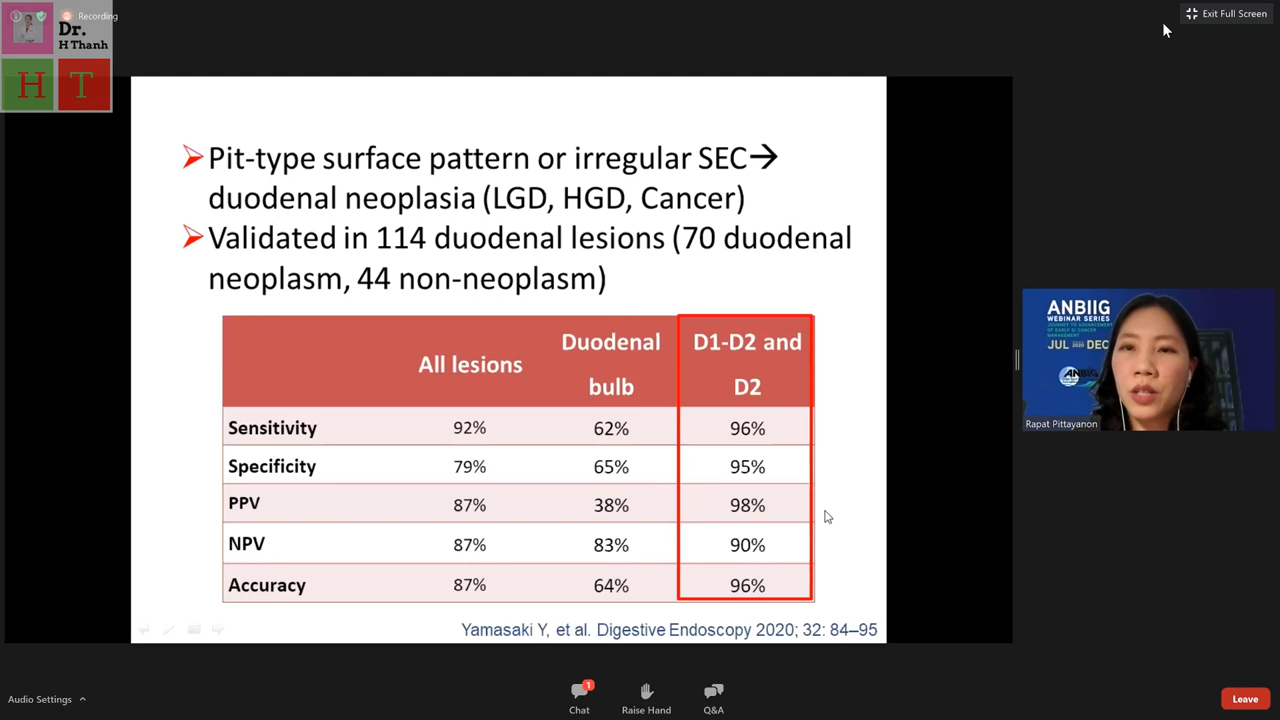 Recording
Exit Full Screen
Dr.
H Thanh
H T
➢Pit-type surface pattern or irregular SEC→
duodenal neoplasia (LGD, HGD, Cancer)
➢Validated in 114 duodenal lesions (70 duodenal
neoplasm, 44 non-neoplasm)
All lesions Duodenal bulb D1-D2 and D2
Sensitivity 92% 62% 96%
Specificity 79% 65% 95%
PPV 87% 38% 98%
NPV 87% 83% 90%
Accuracy 87% 64% 96%
Yamasaki Y, et al. Digestive Endoscopy 2020; 32: 84–95
ANBIIG
WEBINAR SERIES
JOURNEY TO ADVANCEMENT
OF EARLY GI CANCER
MANAGEMENT
JUL 2020 DEC
ANBIIG
Rapat Pittayanon
Audio Settings
1
Chat
Raise Hand
Q&A
Leave